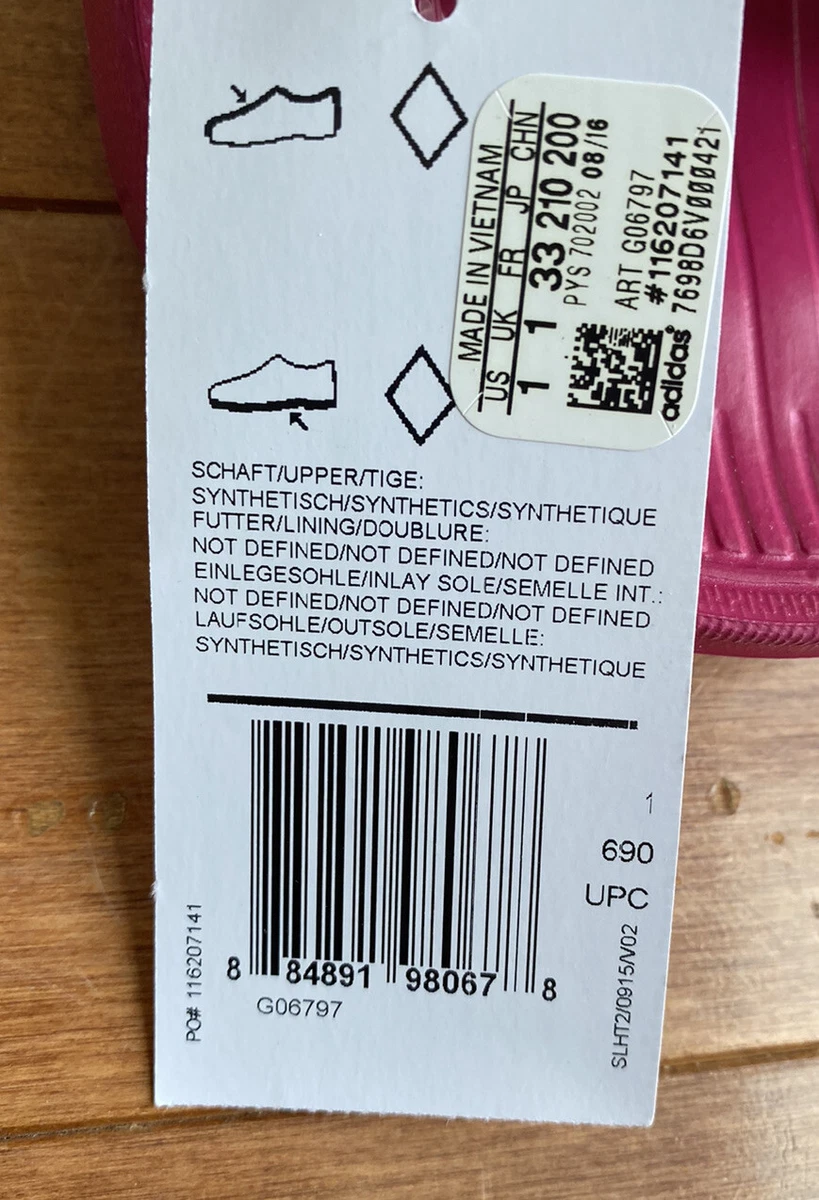 MADE IN VIETNAM
US UK FR JP CHN
1 1 33 210 200
PYS 702002 08/16
ART G06797
#116207141
7698D6V000421
adidas
SCHAFT/UPPER/TIGE:
SYNTHETISCH/SYNTHETICS/SYNTHETIQUE
FUTTER/LINING/DOUBLURE:
NOT DEFINED/NOT DEFINED/NOT DEFINED
EINLEGESOHLE/INLAY SOLE/SEMELLE INT.:
NOT DEFINED/NOT DEFINED/NOT DEFINED
LAUFSOHLE/OUTSOLE/SEMELLE:
SYNTHETISCH/SYNTHETICS/SYNTHETIQUE
1
690
UPC
8 84891 98067 8
G06797
PO# 116207141
SLHT2/0915/V02